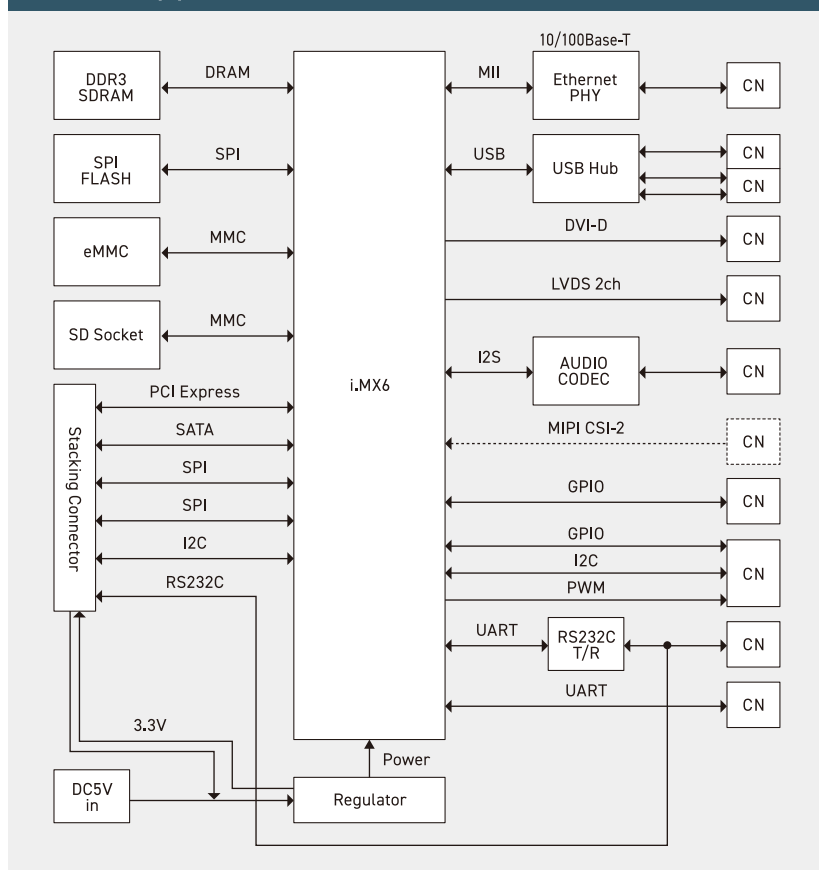 10/100Base-T
DDR3
SDRAM
DRAM
MII
Ethernet
PHY
CN
SPI
FLASH
SPI
USB
USB Hub
CN
CN
eMMC
MMC
DVI-D
CN
LVDS 2ch
CN
SD Socket
MMC
i.MX6
I2S
AUDIO
CODEC
CN
Stacking Connector
PCI Express
SATA
SPI
SPI
I2C
RS232C
MIPI CSI-2
CN
GPIO
CN
GPIO
I2C
PWM
CN
UART
RS232C
T/R
CN
UART
CN
3.3V
Power
DC5V
in
Regulator